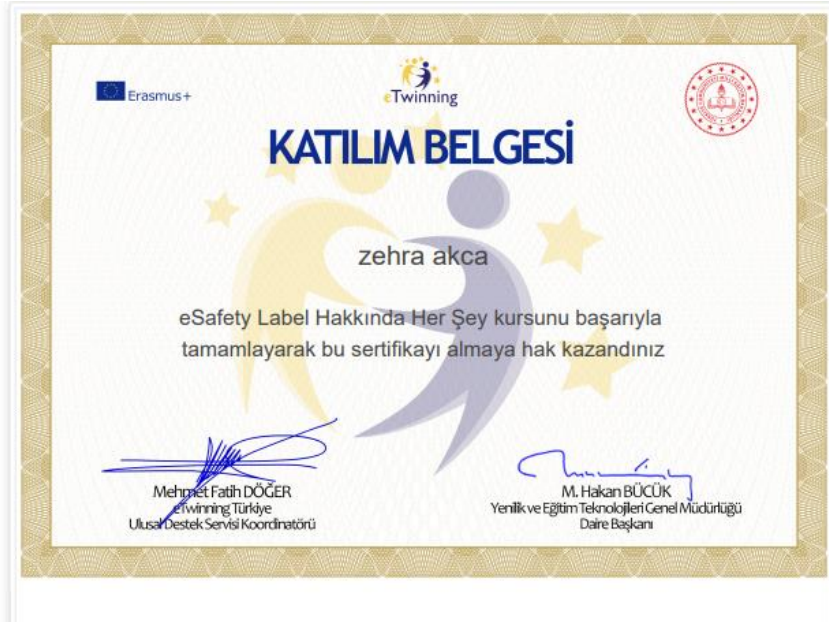 Erasmus+
eTwinning
KATILIM BELGESİ
zehra akca
eSafety Label Hakkında Her Şey kursunu başarıyla
tamamlayarak bu sertifikayı almaya hak kazandınız
Mehmet Fatih DÖĞER
eTwinning Türkiye
Ulusal Destek Servisi Koordinatörü
M. Hakan BÜCÜK
Yenilik ve Eğitim Teknolojileri Genel Müdürlüğü
Daire Başkanı